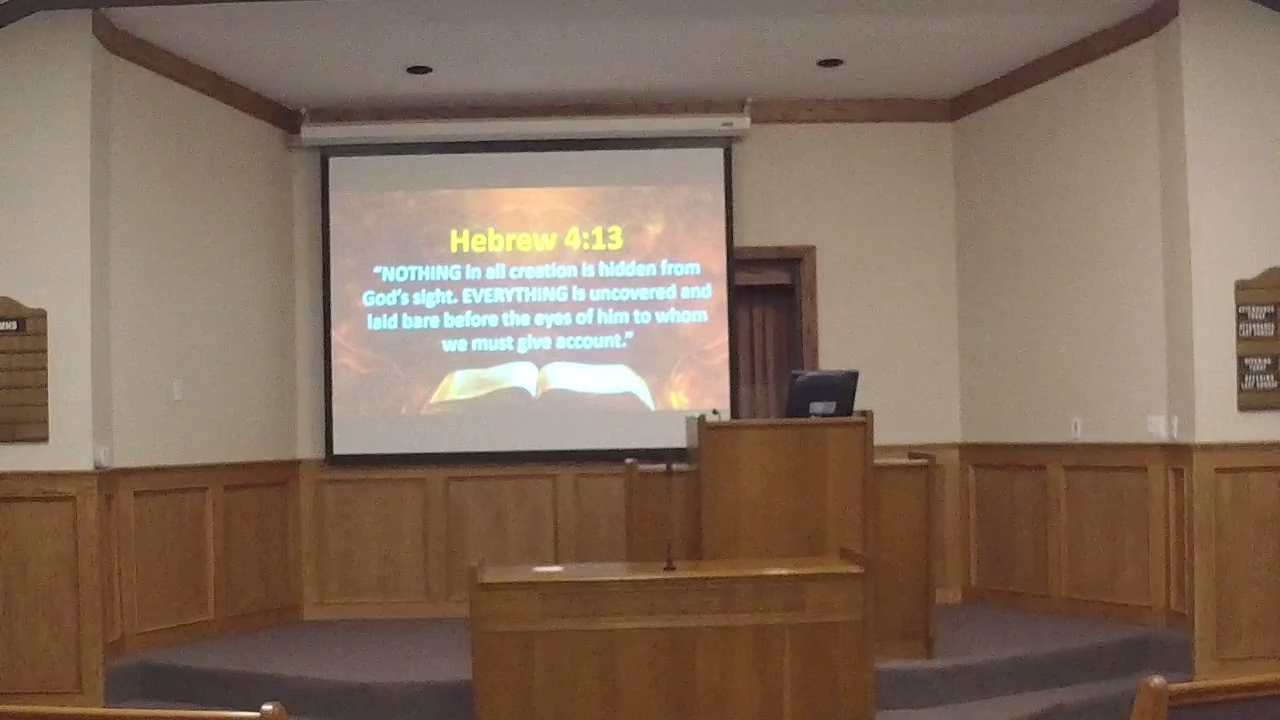 Hebrew 4:13
“NOTHING in all creation is hidden from
God's sight. EVERYTHING is uncovered and
laid bare before the eyes of him to whom
we must give account.”